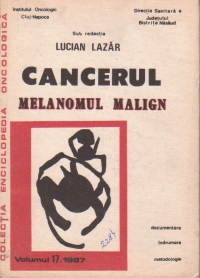 Institutul Oncologic
Cluj-Napoca
Direcția Sanitară a
Județului
Bistrița Năsăud
Sub redacția
LUCIAN LAZĂR
CANCERUL
MELANOMUL MALIGN
COLECȚIA ENCICLOPEDIA ONCOLOGICĂ
documentare
îndrumare
metodologie
Volumul 17. 1987